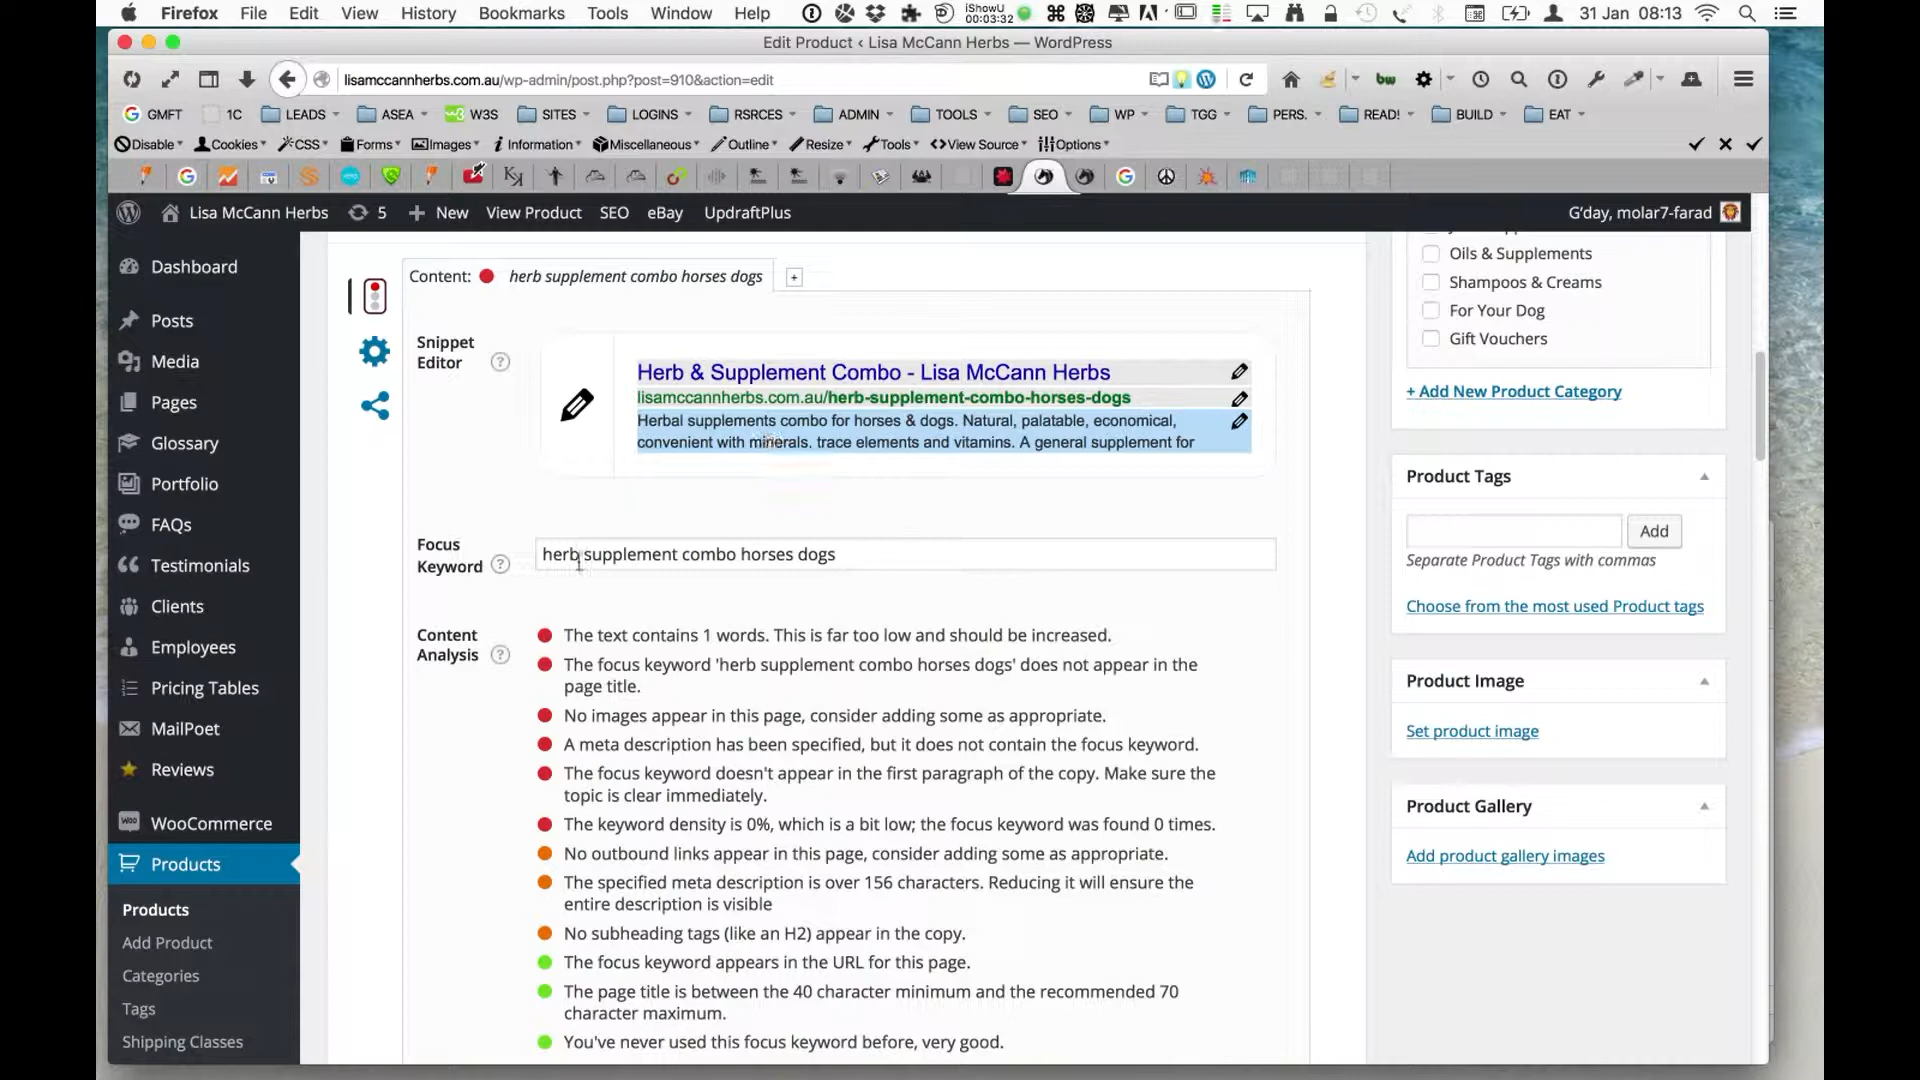 Firefox File Edit View History Bookmarks Tools Window Help iShowU 00:03:32 31 Jan 08:13
Edit Product ‹ Lisa McCann Herbs — WordPress
lisamccannherbs.com.au/wp-admin/post.php?post=910&action=edit bw
GMFT 1C LEADS ASEA W3S SITES LOGINS RSRCES ADMIN TOOLS SEO WP TGG PERS. READ! BUILD EAT
Disable Cookies CSS Forms Images Information Miscellaneous Outline Resize Tools View Source Options
Lisa McCann Herbs 5 New View Product SEO eBay UpdraftPlus G'day, molar7-farad
Dashboard
Posts
Media
Pages
Glossary
Portfolio
FAQs
Testimonials
Clients
Employees
Pricing Tables
MailPoet
Reviews
WooCommerce
Products
Products
Add Product
Categories
Tags
Shipping Classes
Content: herb supplement combo horses dogs +
Snippet
Editor ?
Herb & Supplement Combo - Lisa McCann Herbs
lisamccannherbs.com.au/herb-supplement-combo-horses-dogs
Herbal supplements combo for horses & dogs. Natural, palatable, economical,
convenient with minerals. trace elements and vitamins. A general supplement for
Focus
Keyword ?
herb supplement combo horses dogs
Content
Analysis ?
The text contains 1 words. This is far too low and should be increased.
The focus keyword 'herb supplement combo horses dogs' does not appear in the
page title.
No images appear in this page, consider adding some as appropriate.
A meta description has been specified, but it does not contain the focus keyword.
The focus keyword doesn't appear in the first paragraph of the copy. Make sure the
topic is clear immediately.
The keyword density is 0%, which is a bit low; the focus keyword was found 0 times.
No outbound links appear in this page, consider adding some as appropriate.
The specified meta description is over 156 characters. Reducing it will ensure the
entire description is visible
No subheading tags (like an H2) appear in the copy.
The focus keyword appears in the URL for this page.
The page title is between the 40 character minimum and the recommended 70
character maximum.
You've never used this focus keyword before, very good.
Oils & Supplements
Shampoos & Creams
For Your Dog
Gift Vouchers
+ Add New Product Category
Product Tags
Add
Separate Product Tags with commas
Choose from the most used Product tags
Product Image
Set product image
Product Gallery
Add product gallery images